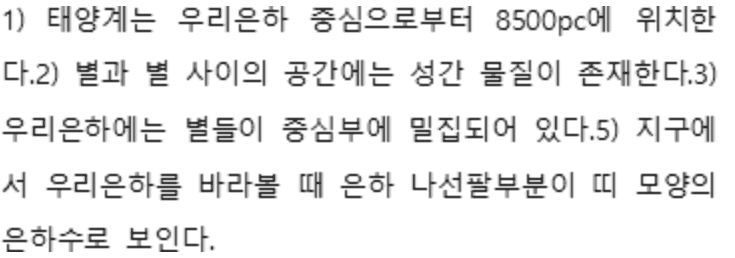 1) 태양계는 우리은하 중심으로부터 8500pc에 위치한
다.2) 별과 별 사이의 공간에는 성간 물질이 존재한다.3)
우리은하에는 별들이 중심부에 밀집되어 있다.5) 지구에
서 우리은하를 바라볼 때 은하 나선팔부분이 띠 모양의
은하수로 보인다.